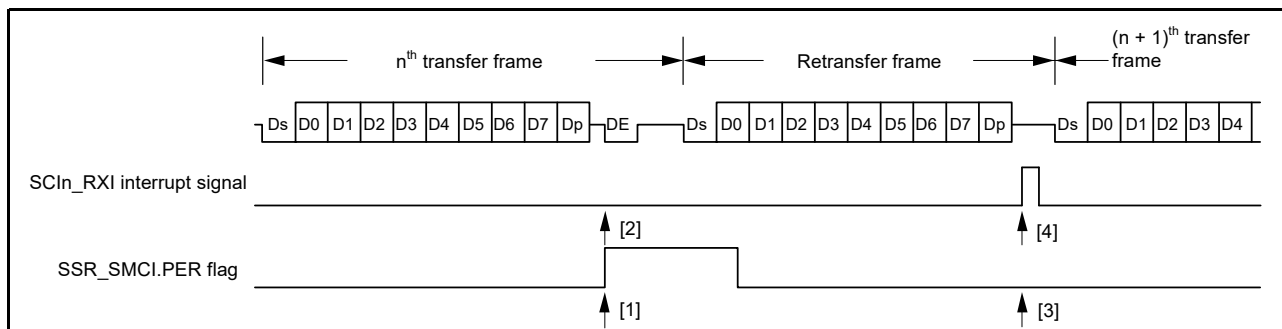 nth transfer frame
Retransfer frame
(n + 1)th transfer
frame
Ds D0 D1 D2 D3 D4 D5 D6 D7 Dp DE Ds D0 D1 D2 D3 D4 D5 D6 D7 Dp Ds D0 D1 D2 D3 D4
SCIn_RXI interrupt signal
[2] [4]
SSR_SMCI.PER flag
[1] [3]